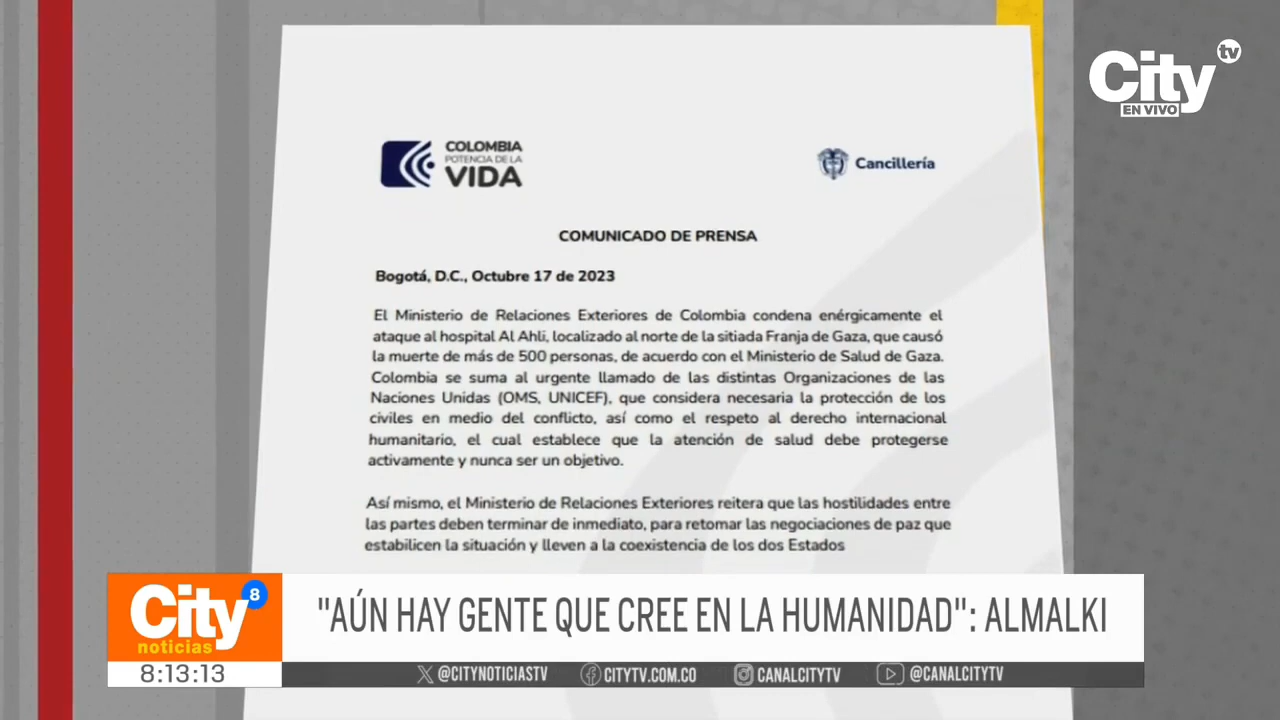 City tv
EN VIVO
COLOMBIA
POTENCIA DE LA
VIDA
Cancillería
COMUNICADO DE PRENSA
Bogotá, D.C., Octubre 17 de 2023
El Ministerio de Relaciones Exteriores de Colombia condena enérgicamente el
ataque al hospital Al Ahli, localizado al norte de la sitiada Franja de Gaza, que causó
la muerte de más de 500 personas, de acuerdo con el Ministerio de Salud de Gaza.
Colombia se suma al urgente llamado de las distintas Organizaciones de las
Naciones Unidas (OMS, UNICEF), que considera necesaria la protección de los
civiles en medio del conflicto, así como el respeto al derecho internacional
humanitario, el cual establece que la atención de salud debe protegerse
activamente y nunca ser un objetivo.
Así mismo, el Ministerio de Relaciones Exteriores reitera que las hostilidades entre
las partes deben terminar de inmediato, para retomar las negociaciones de paz que
estabilicen la situación y lleven a la coexistencia de los dos Estados
City 8
noticias
"AÚN HAY GENTE QUE CREE EN LA HUMANIDAD": ALMALKI
8:13:13
@CITYNOTICIASTV CITYTV.COM.CO CANALCITYTV @CANALCITYTV